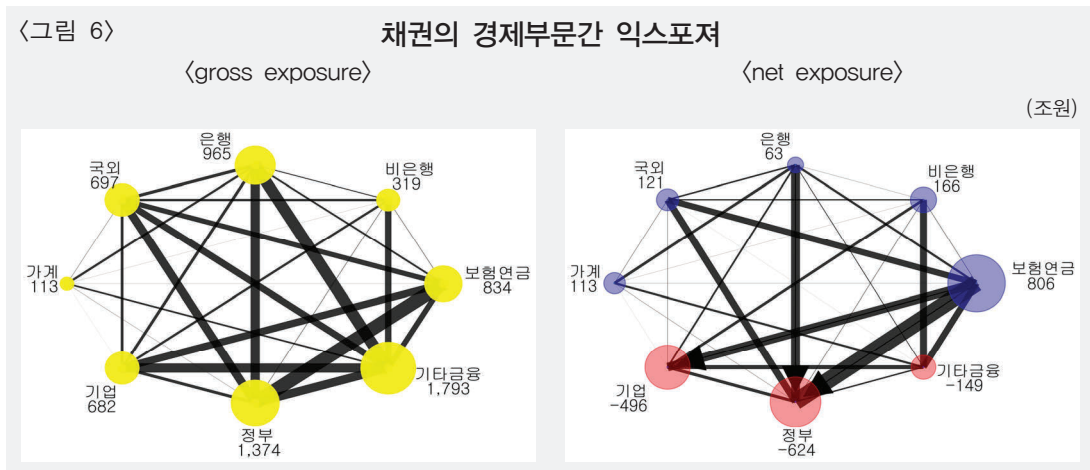 〈그림 6〉
채권의 경제부문간 익스포져
〈gross exposure〉
〈net exposure〉
(조원)
은행
965
국외
697
비은행
319
가계
113
보험연금
834
기업
682
기타금융
1,793
정부
1,374
은행
63
국외
121
비은행
166
가계
113
보험연금
806
기업
-496
기타금융
-149
정부
-624